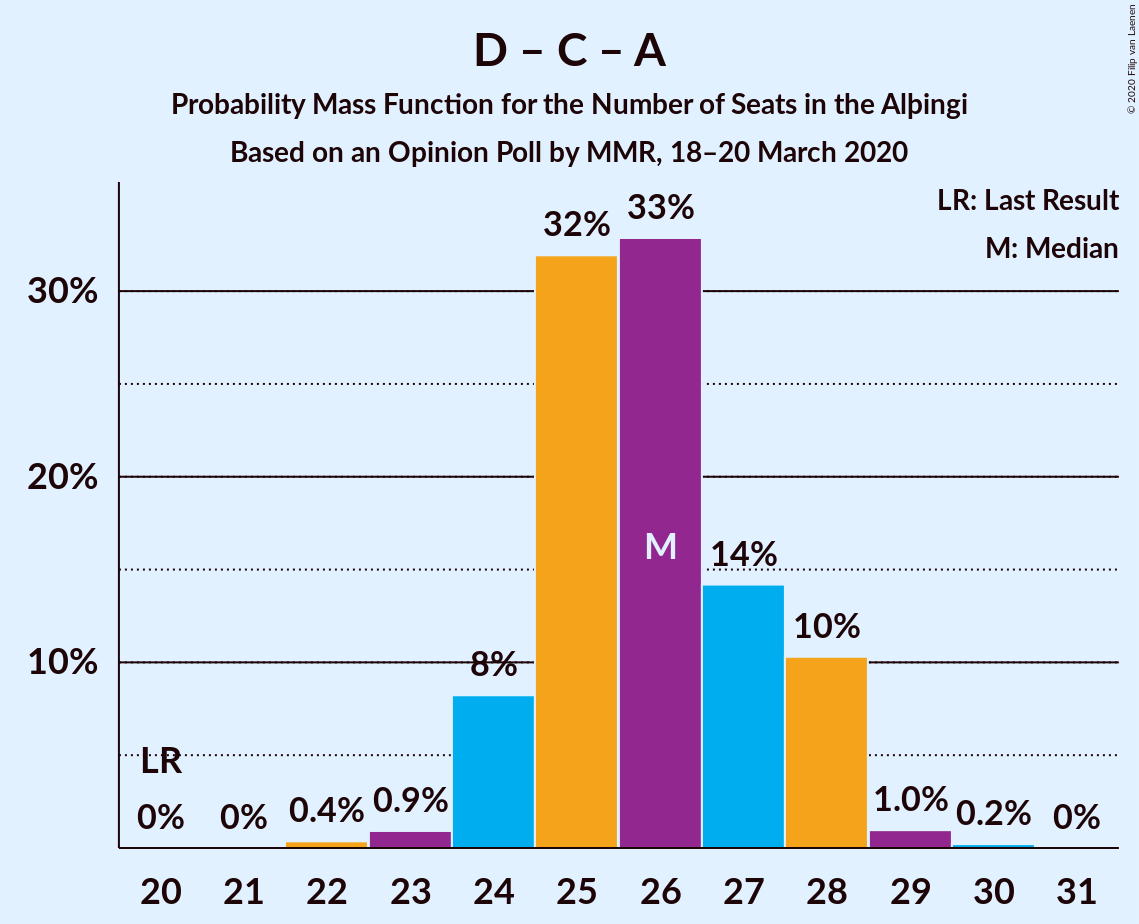 D – C – A
Probability Mass Function for the Number of Seats in the Alþingi
Based on an Opinion Poll by MMR, 18–20 March 2020
© 2020 Filip van Laenen
LR: Last Result
M: Median
30%
20%
10%
LR
0%
0%
0.4%
0.9%
8%
32%
33%
M
14%
10%
1.0%
0.2%
0%
20 21 22 23 24 25 26 27 28 29 30 31